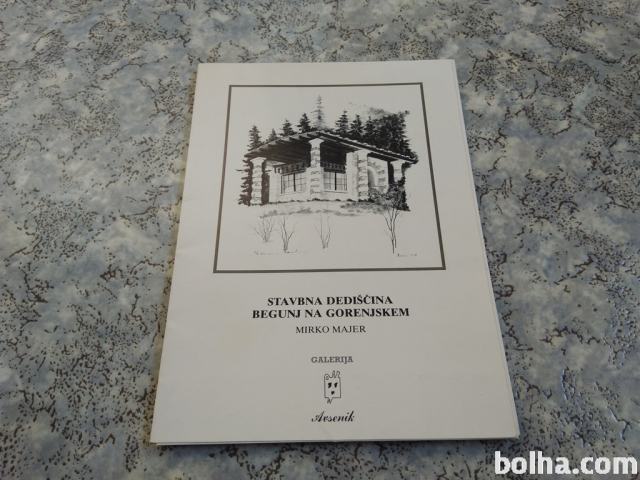 STAVBNA DEDIŠČINA
BEGUNJ NA GORENJSKEM
MIRKO MAJER
GALERIJA
Avsenik
bolha.com